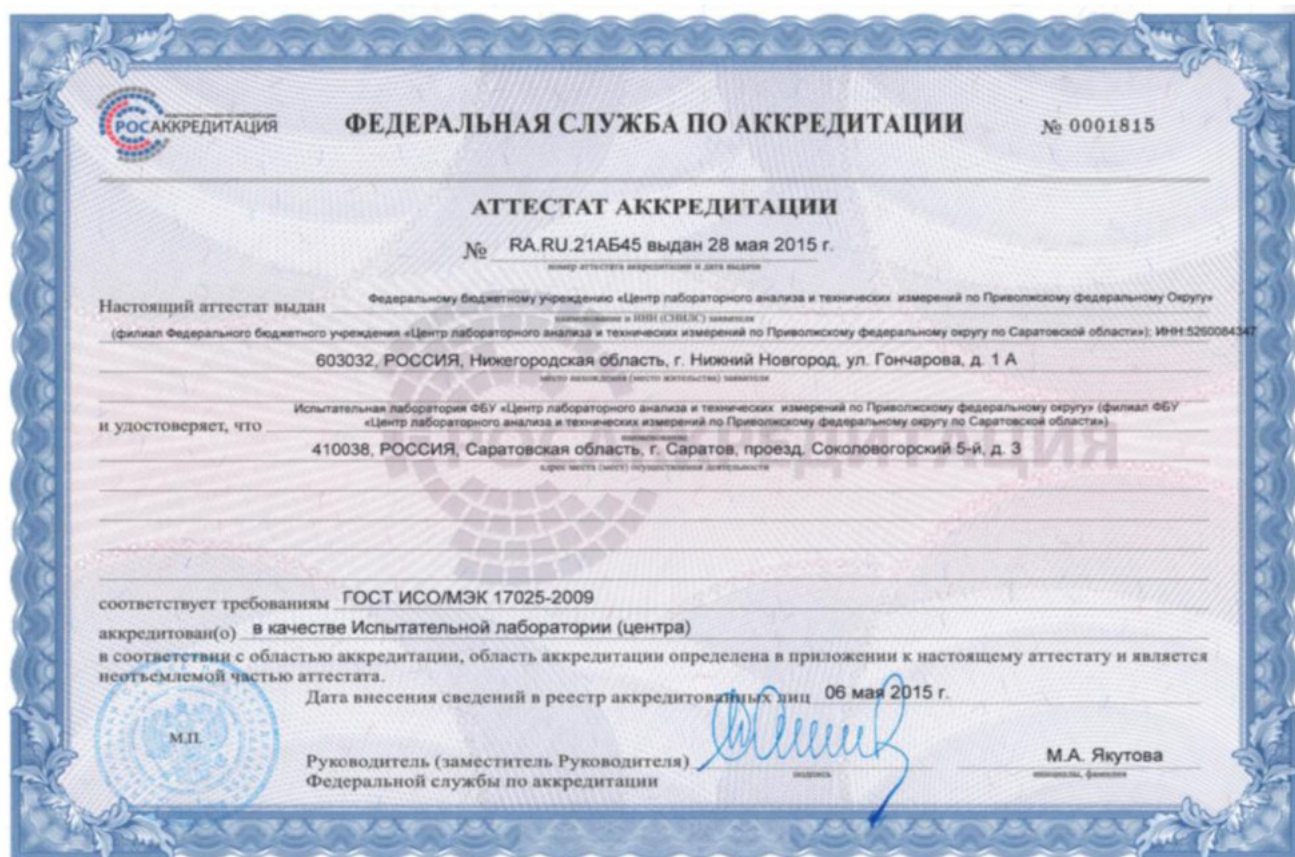 РОСАККРЕДИТАЦИЯ
ФЕДЕРАЛЬНАЯ СЛУЖБА ПО АККРЕДИТАЦИИ
№ 0001815
АТТЕСТАТ АККРЕДИТАЦИИ
№ RA.RU.21АБ45 выдан 28 мая 2015 г.
номер аттестата аккредитации и дата выдачи
Настоящий аттестат выдан Федеральному бюджетному учреждению «Центр лабораторного анализа и технических измерений по Приволжскому федеральному Округу»
наименование и ИНН (СНИЛС) заявителя
(филиал Федерального бюджетного учреждения «Центр лабораторного анализа и технических измерений по Приволжскому федеральному округу по Саратовской области»); ИНН:5260084347
603032, РОССИЯ, Нижегородская область, г. Нижний Новгород, ул. Гончарова, д. 1 А
место нахождения (место жительства) заявителя
Испытательная лаборатория ФБУ «Центр лабораторного анализа и технических измерений по Приволжскому федеральному округу» (филиал ФБУ
и удостоверяет, что «Центр лабораторного анализа и технических измерений по Приволжскому федеральному округу по Саратовской области»)
наименование
410038, РОССИЯ, Саратовская область, г. Саратов, проезд. Соколовогорский 5-й, д. 3
адрес места (мест) осуществления деятельности
РОСАККРЕДИТАЦИЯ
соответствует требованиям ГОСТ ИСО/МЭК 17025-2009
аккредитован(о) в качестве Испытательной лаборатории (центра)
в соответствии с областью аккредитации, область аккредитации определена в приложении к настоящему аттестату и является
неотъемлемой частью аттестата.
Дата внесения сведений в реестр аккредитованных лиц 06 мая 2015 г.
М.П.
Руководитель (заместитель Руководителя)
Федеральной службы по аккредитации
подпись
М.А. Якутова
инициалы, фамилия